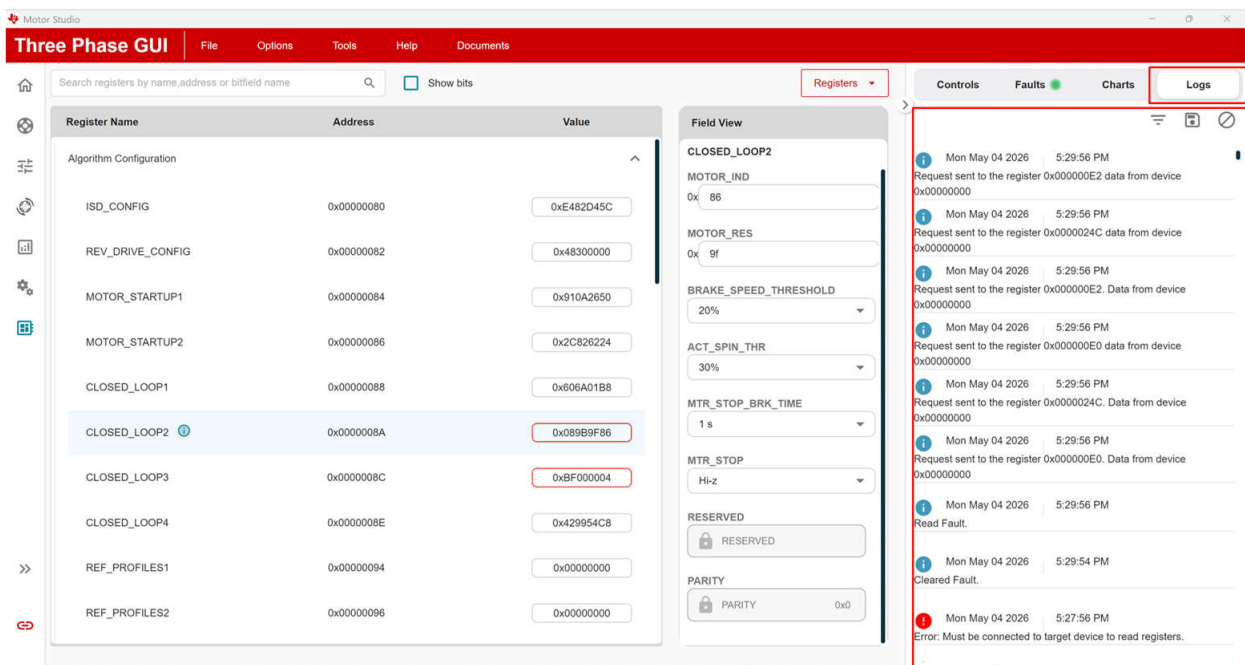 Motor Studio
Three Phase GUI File Options Tools Help Documents
Search registers by name,address or bitfield name
Show bits
Registers
Register Name Address Value
Algorithm Configuration
ISD_CONFIG 0x00000080 0xE482D45C
REV_DRIVE_CONFIG 0x00000082 0x48300000
MOTOR_STARTUP1 0x00000084 0x910A2650
MOTOR_STARTUP2 0x00000086 0x2C826224
CLOSED_LOOP1 0x00000088 0x606A01B8
CLOSED_LOOP2 0x0000008A 0x089B9F86
CLOSED_LOOP3 0x0000008C 0xBF000004
CLOSED_LOOP4 0x0000008E 0x429954C8
REF_PROFILES1 0x00000094 0x00000000
REF_PROFILES2 0x00000096 0x00000000
Field View
CLOSED_LOOP2
MOTOR_IND
0x 86
MOTOR_RES
0x 9f
BRAKE_SPEED_THRESHOLD
20%
ACT_SPIN_THR
30%
MTR_STOP_BRK_TIME
1 s
MTR_STOP
Hi-z
RESERVED
RESERVED
PARITY
PARITY 0x0
Controls Faults Charts Logs
Mon May 04 2026 5:29:56 PM
Request sent to the register 0x000000E2 data from device
0x00000000
Mon May 04 2026 5:29:56 PM
Request sent to the register 0x0000024C data from device
0x00000000
Mon May 04 2026 5:29:56 PM
Request sent to the register 0x000000E2. Data from device
0x00000000
Mon May 04 2026 5:29:56 PM
Request sent to the register 0x000000E0 data from device
0x00000000
Mon May 04 2026 5:29:56 PM
Request sent to the register 0x0000024C. Data from device
0x00000000
Mon May 04 2026 5:29:56 PM
Request sent to the register 0x000000E0. Data from device
0x00000000
Mon May 04 2026 5:29:56 PM
Read Fault.
Mon May 04 2026 5:29:54 PM
Cleared Fault.
Mon May 04 2026 5:27:56 PM
Error: Must be connected to target device to read registers.